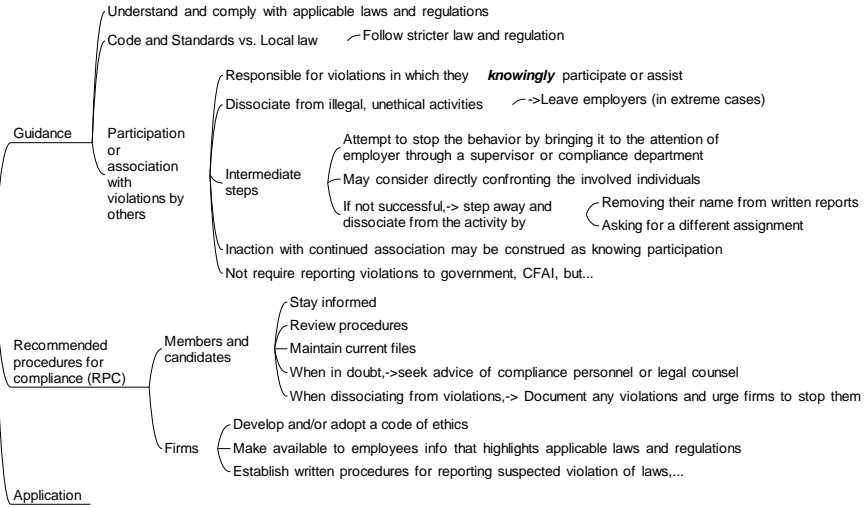 Understand and comply with applicable laws and regulations
Code and Standards vs. Local law
Follow stricter law and regulation
Guidance
Participation
or
association
with
violations by
others
Responsible for violations in which they knowingly participate or assist
Dissociate from illegal, unethical activities
->Leave employers (in extreme cases)
Intermediate
steps
Attempt to stop the behavior by bringing it to the attention of
employer through a supervisor or compliance department
May consider directly confronting the involved individuals
If not successful,-> step away and
dissociate from the activity by
Removing their name from written reports
Asking for a different assignment
Inaction with continued association may be construed as knowing participation
Not require reporting violations to government, CFAI, but...
Recommended
procedures for
compliance (RPC)
Members and
candidates
Stay informed
Review procedures
Maintain current files
When in doubt,->seek advice of compliance personnel or legal counsel
When dissociating from violations,-> Document any violations and urge firms to stop them
Firms
Develop and/or adopt a code of ethics
Make available to employees info that highlights applicable laws and regulations
Establish written procedures for reporting suspected violation of laws,...
Application